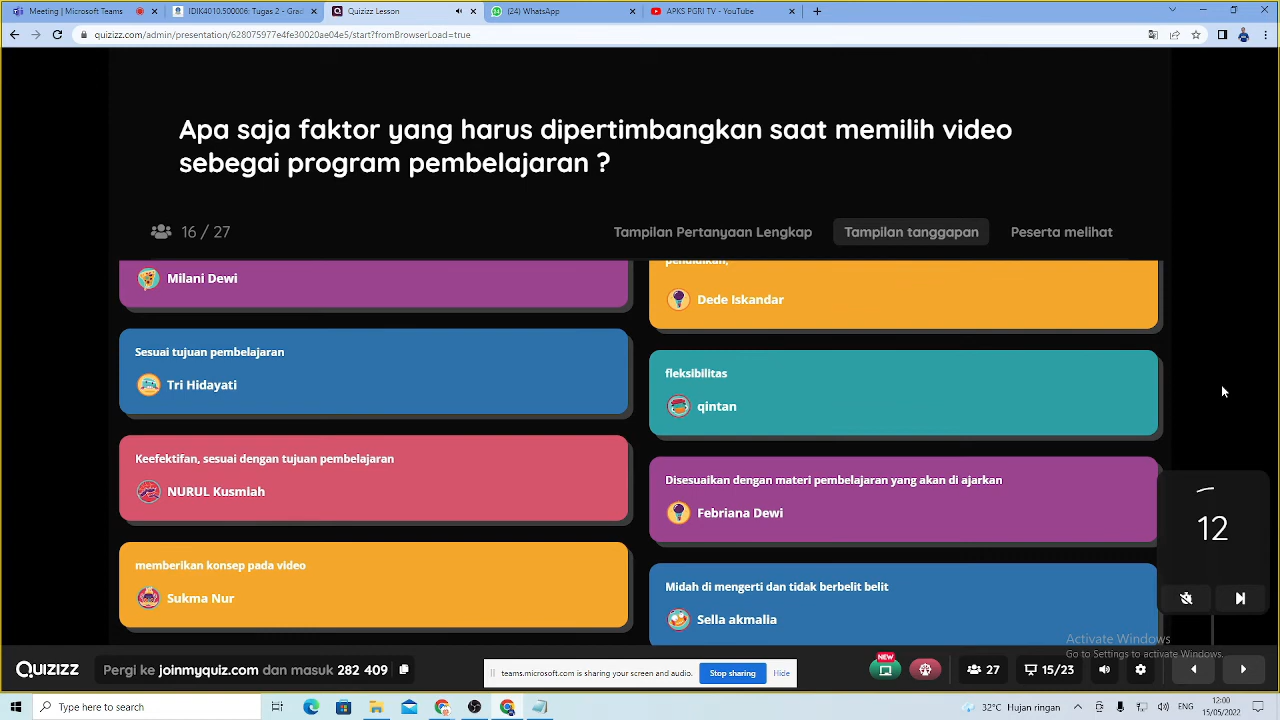 Meeting | Microsoft Teams
IDIK4010.500006: Tugas 2 - Grad
Quizizz Lesson
(24) WhatsApp
APKS PGRI TV - YouTube
quizizz.com/admin/presentation/628075977e4fe30020ae04e5/start?fromBrowserLoad=true
Apa saja faktor yang harus dipertimbangkan saat memilih video
sebegai program pembelajaran ?
16 / 27
Tampilan Pertanyaan Lengkap
Tampilan tanggapan
Peserta melihat
Milani Dewi
pendidikan,
Dede Iskandar
Sesuai tujuan pembelajaran
Tri Hidayati
fleksibilitas
qintan
Keefektifan, sesuai dengan tujuan pembelajaran
NURUL Kusmiah
Disesuaikan dengan materi pembelajaran yang akan di ajarkan
Febriana Dewi
memberikan konsep pada video
Sukma Nur
Midah di mengerti dan tidak berbelit belit
Sella akmalia
12
Activate Windows
Go to Settings to activate Windows.
Quizizz
Pergi ke joinmyquiz.com dan masuk 282 409
teams.microsoft.com is sharing your screen and audio.
Stop sharing
Hide
NEW
27
15/23
Type here to search
32°C Hujan ringan
ENG
12:00
15/05/2022